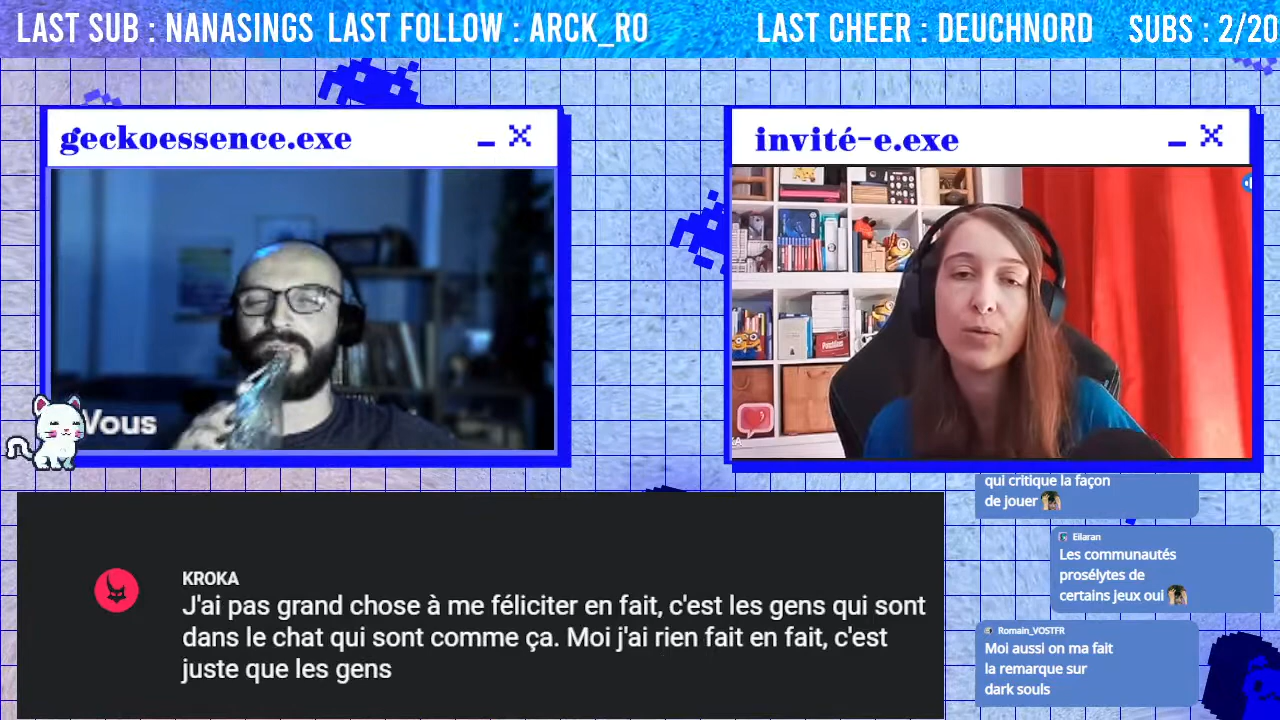 LAST SUB : NANASINGS LAST FOLLOW : ARCK_RO LAST CHEER : DEUCHNORD SUBS : 2/20
geckoessence.exe
invité-e.exe
Vous
qui critique la façon
de jouer
Ellaran
Les communautés
prosélytes de
certains jeux oui
Romain_VOSTFR
Moi aussi on ma fait
la remarque sur
dark souls
KROKA
J'ai pas grand chose à me féliciter en fait, c'est les gens qui sont
dans le chat qui sont comme ça. Moi j'ai rien fait en fait, c'est
juste que les gens